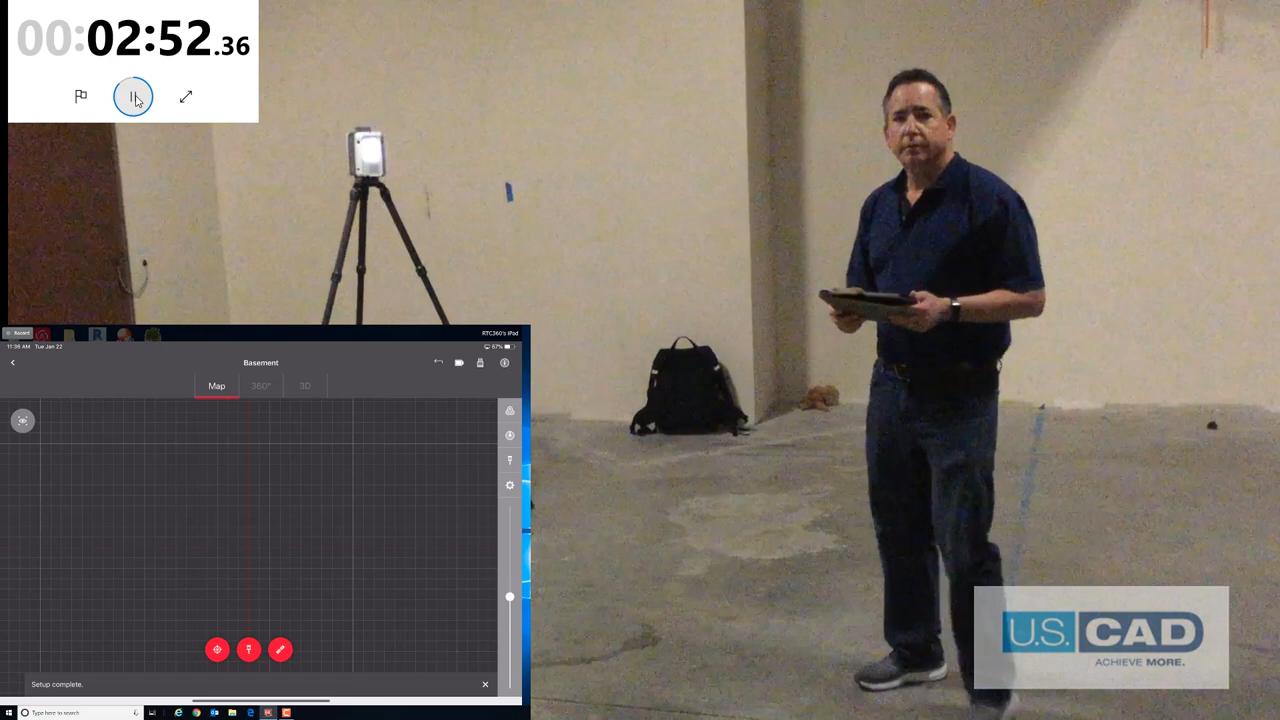 00:02:52.36
Record
RTC360's iPad
11:36 AM Tue Jan 22
67%
Basement
Map
360°
3D
Setup complete.
Type here to search
U.S. CAD
ACHIEVE MORE.